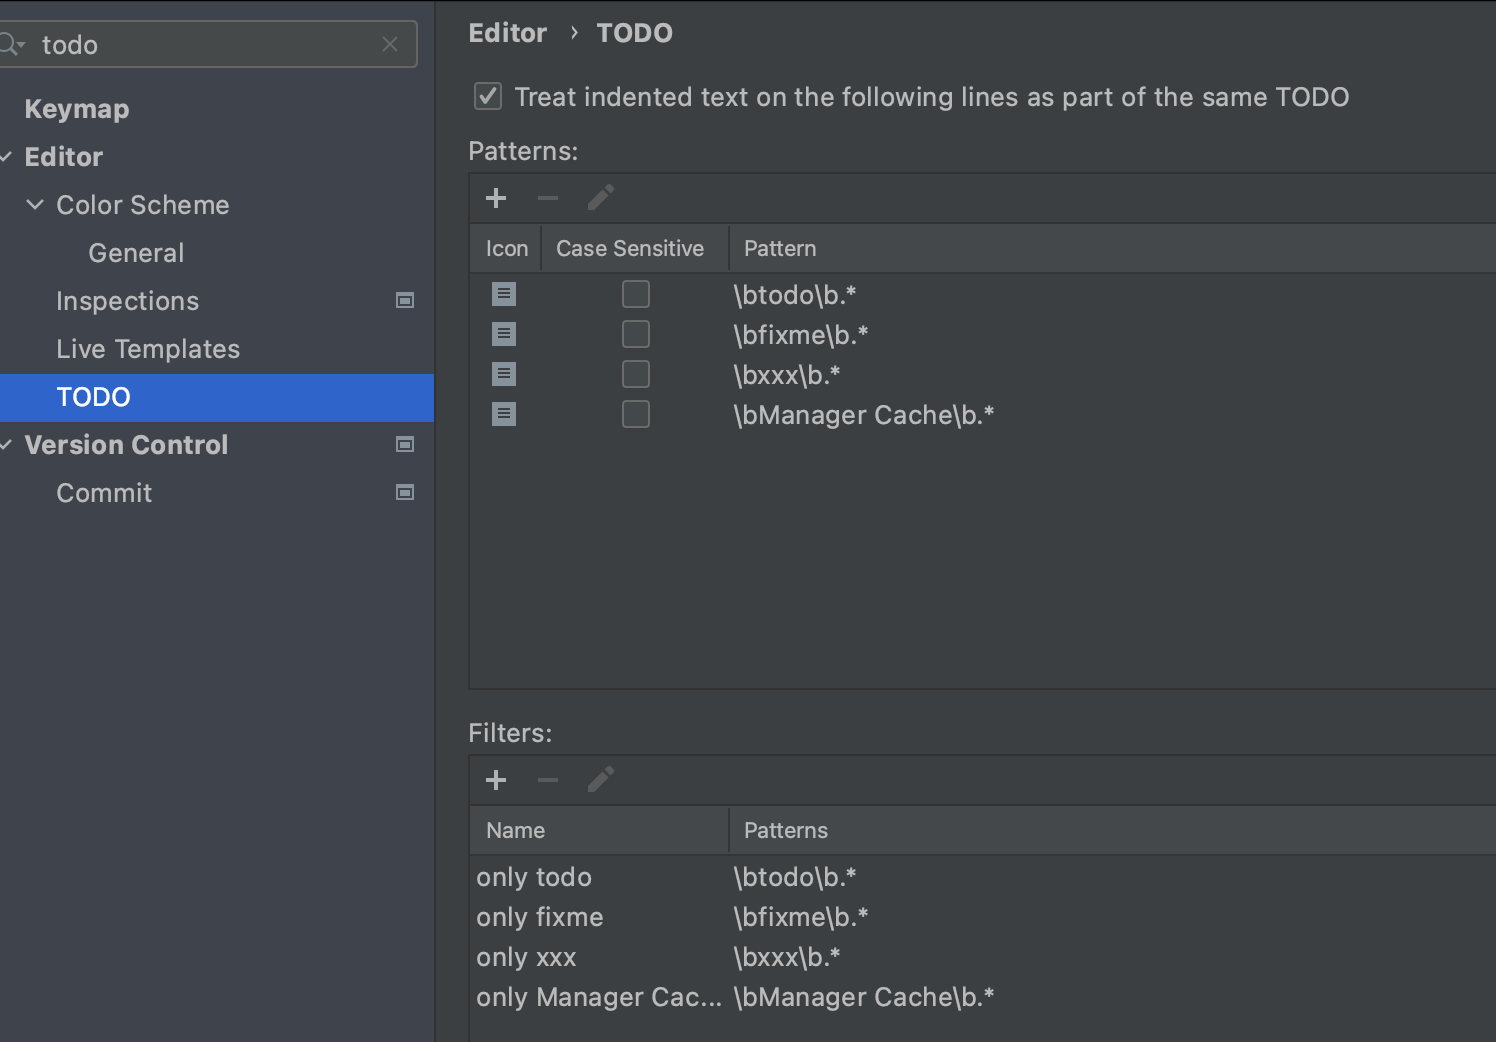 todo
Keymap
Editor
Color Scheme
General
Inspections
Live Templates
TODO
Version Control
Commit
Editor › TODO
Treat indented text on the following lines as part of the same TODO
Patterns:
Icon Case Sensitive Pattern
\btodo\b.*
\bfixme\b.*
\bxxx\b.*
\bManager Cache\b.*
Filters:
Name Patterns
only todo \btodo\b.*
only fixme \bfixme\b.*
only xxx \bxxx\b.*
only Manager Cac... \bManager Cache\b.*